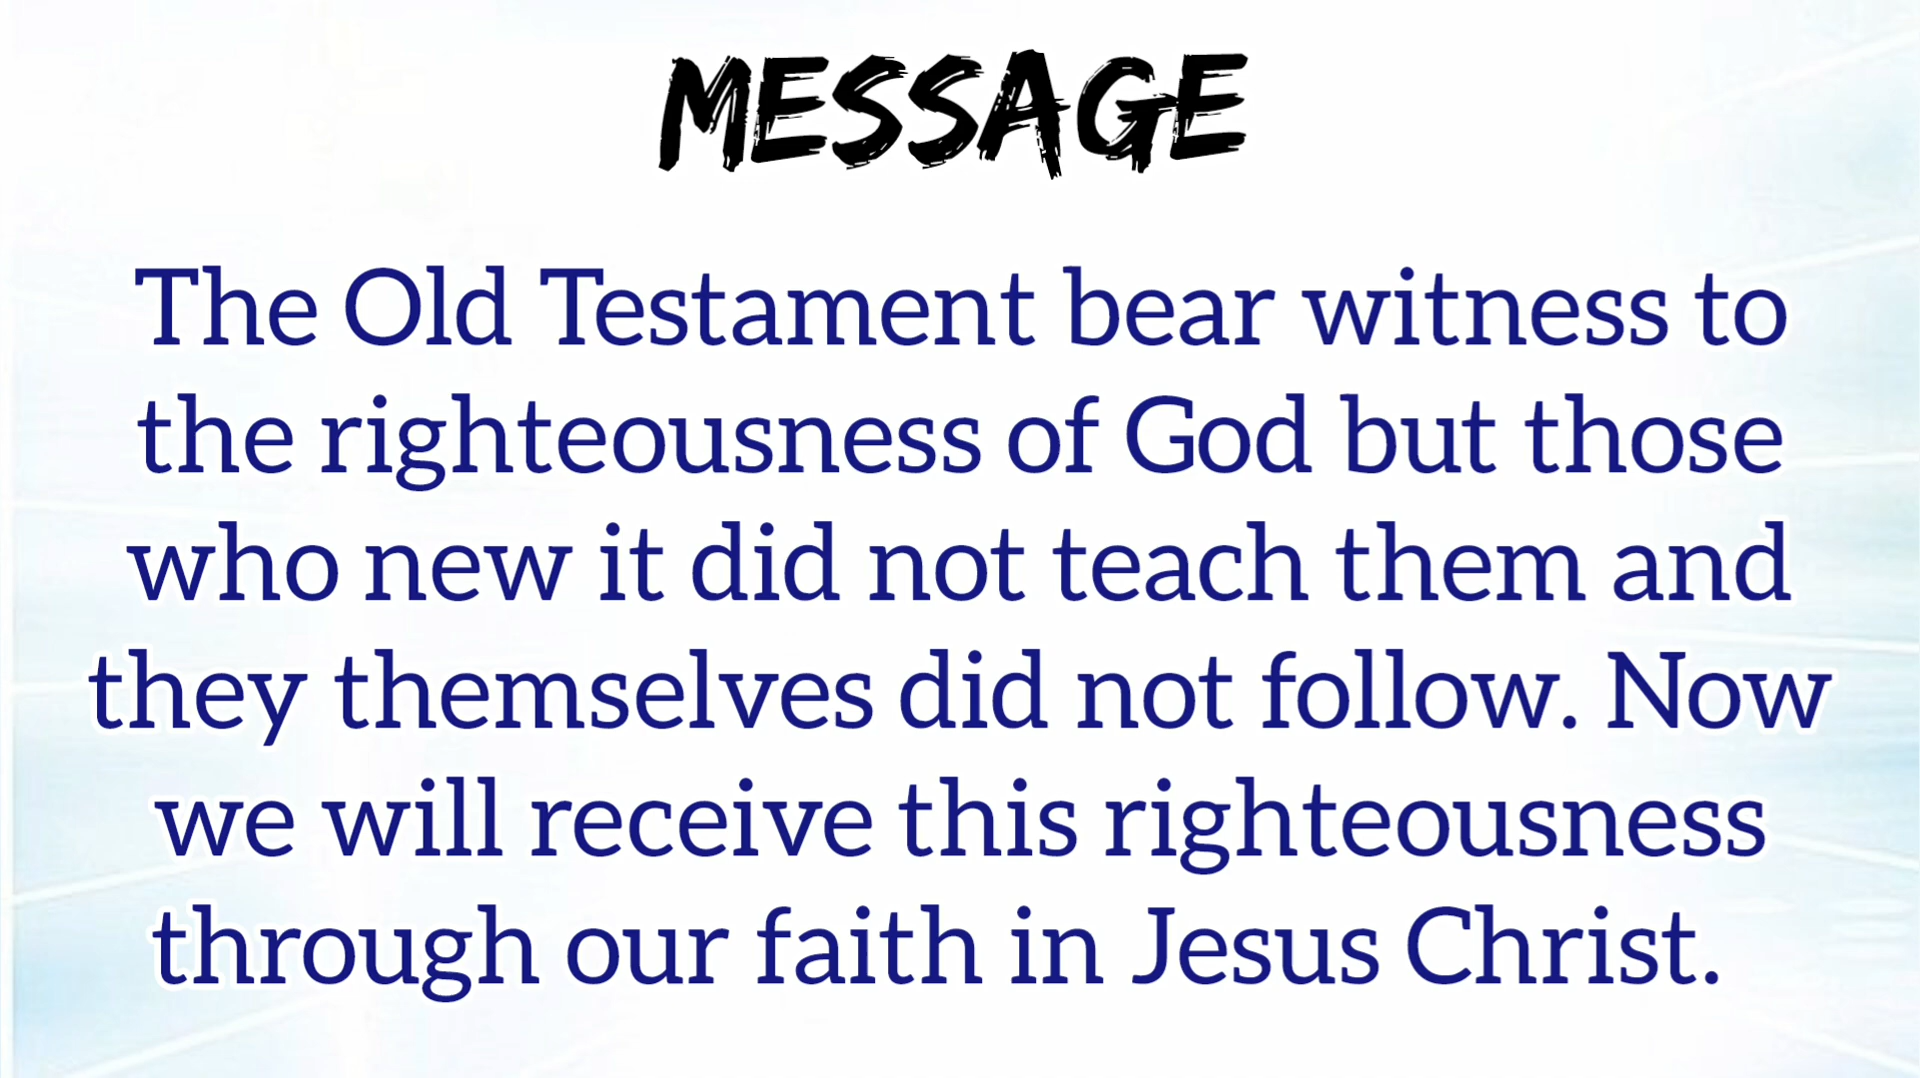 MESSAGE
The Old Testament bear witness to
the righteousness of God but those
who new it did not teach them and
they themselves did not follow. Now
we will receive this righteousness
through our faith in Jesus Christ.